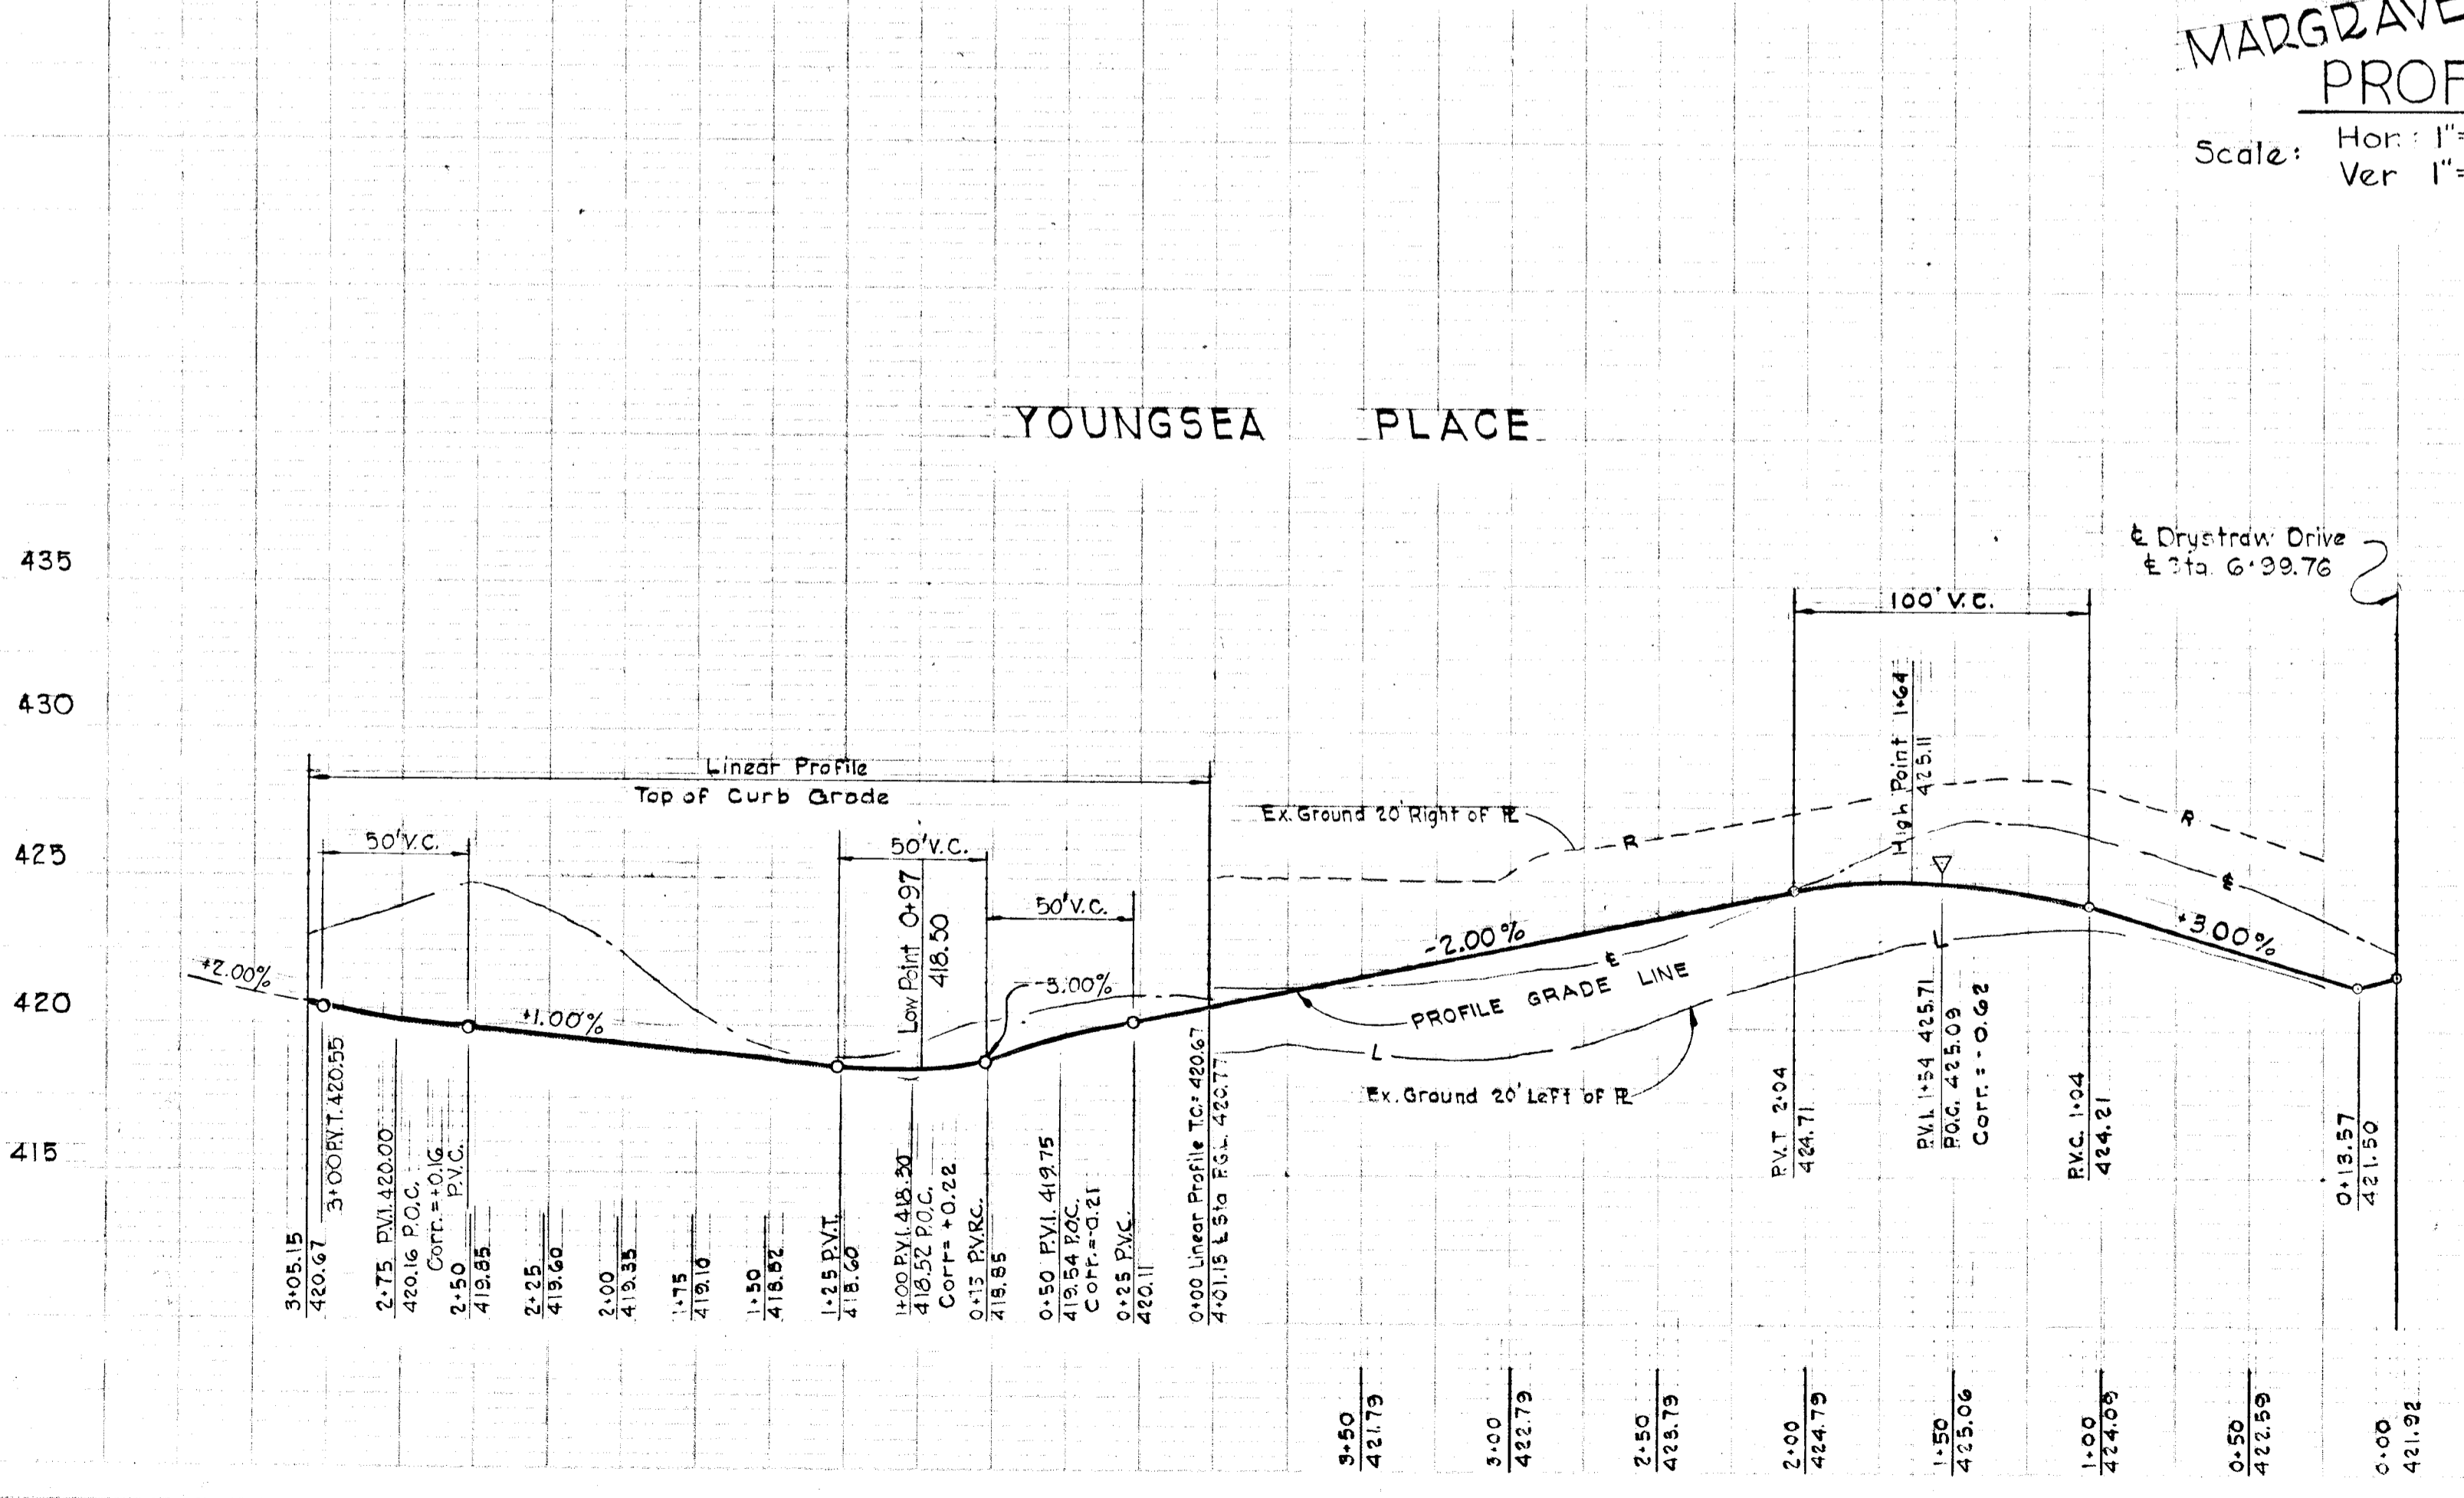 MARGRAVE
PROF
Scale:
Hor.: 1"=
Ver 1"=
YOUNGSEA PLACE
435
430
425
420
415
℄ Drystraw Drive
℄ Sta. 6+99.76
100' V.C.
High Point 1+64
425.11
Linear Profile
Top of Curb Grade
Ex. Ground 20' Right of ℄
R
R
50' V.C.
50' V.C.
50' V.C.
Low Point 0+97
418.50
+2.00%
+1.00%
-3.00%
-2.00%
+3.00%
℄
℄
L
L
PROFILE GRADE LINE
Ex. Ground 20' Left of ℄
3+05.15
420.67
3+00 P.V.T. 420.55
2+75 P.V.I. 420.00
420.16 P.O.C.
Corr. = +0.16
P.V.C.
2+50
419.85
2+25
419.60
2+00
419.35
1+75
419.10
1+50
418.82
1+25 P.V.T.
418.60
1+00 P.V.I. 418.30
418.52 P.O.C.
Corr = +0.22
0+75 P.V.R.C.
418.85
0+50 P.V.I. 419.75
419.54 P.O.C.
Corr. = -0.21
0+25 P.V.C.
420.11
0+00 Linear Profile T.C. = 420.67
4+01.15 ℄ Sta F.G.L. 420.77
P.V.T 2+04
424.71
P.V.I. 1+54 425.71
P.O.C. 425.09
Corr. = -0.62
P.V.C. 1+04
424.21
0+13.57
421.50
3+50
421.79
3+00
422.79
2+50
423.79
2+00
424.79
1+50
425.06
1+00
424.09
0+50
422.59
0+00
421.92